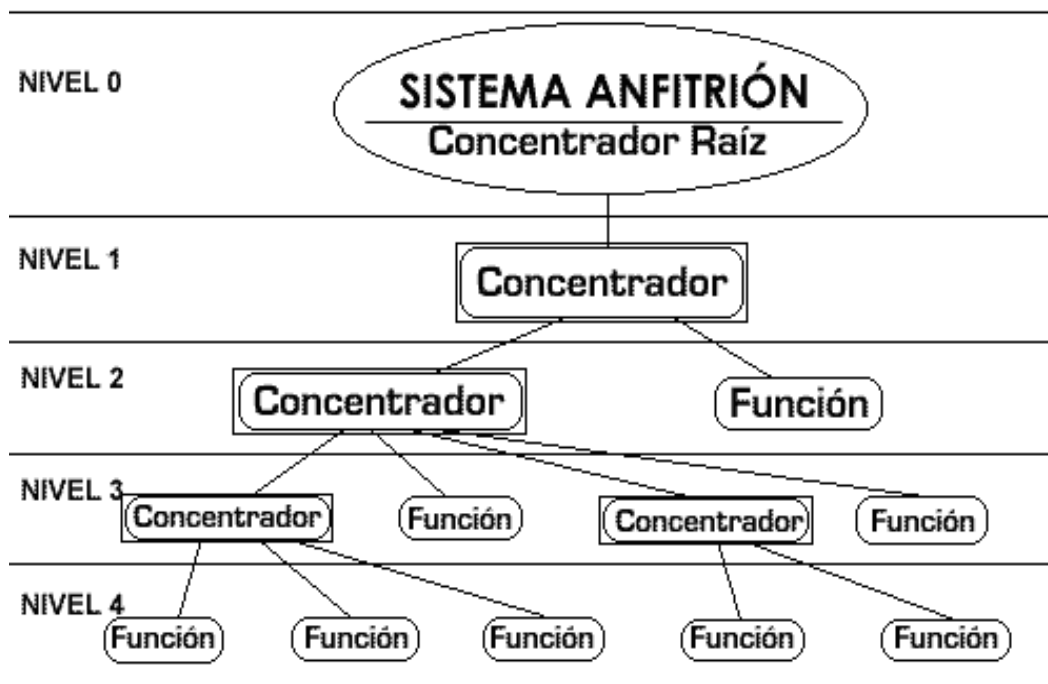 NIVEL 0
SISTEMA ANFITRIÓN
Concentrador Raíz
NIVEL 1
Concentrador
NIVEL 2
Concentrador Función
NIVEL 3
Concentrador Función Concentrador Función
NIVEL 4
Función Función Función Función Función